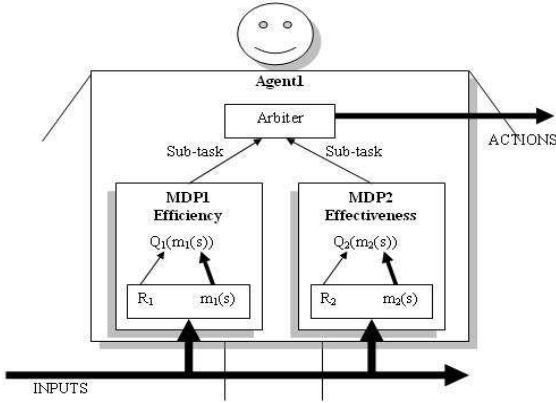 Agent1
Arbiter
ACTIONS
Sub-task
Sub-task
MDP1
Efficiency
Q₁(m₁(s))
R₁
m₁(s)
MDP2
Effectiveness
Q₂(m₂(s))
R₂
m₂(s)
INPUTS